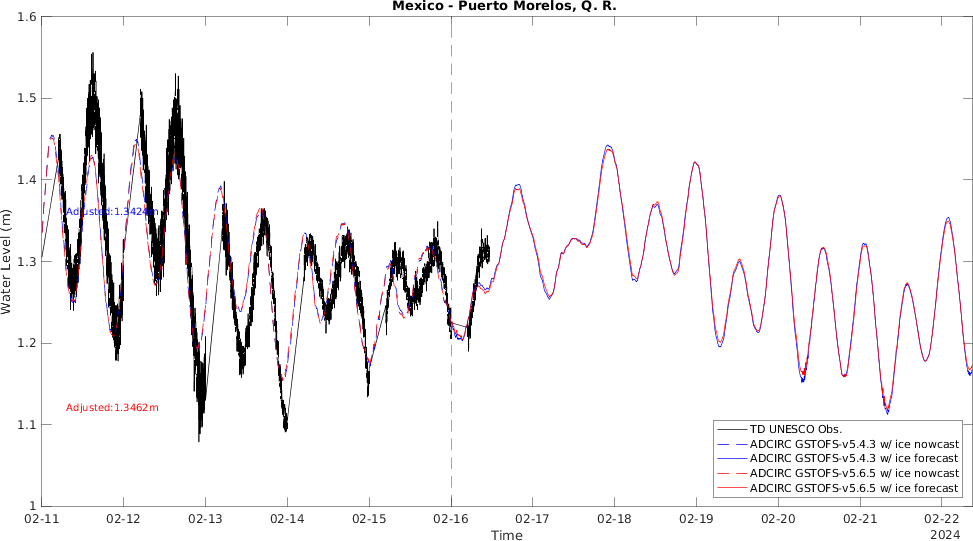 Mexico - Puerto Morelos, Q. R.
1.6
1.5
1.4
1.3
1.2
1.1
1
Water Level (m)
Adjusted:1.3424m
Adjusted:1.3462m
TD UNESCO Obs.
ADCIRC GSTOFS-v5.4.3 w/ ice nowcast
ADCIRC GSTOFS-v5.4.3 w/ ice forecast
ADCIRC GSTOFS-v5.6.5 w/ ice nowcast
ADCIRC GSTOFS-v5.6.5 w/ ice forecast
02-11 02-12 02-13 02-14 02-15 02-16 02-17 02-18 02-19 02-20 02-21 02-22
Time
2024